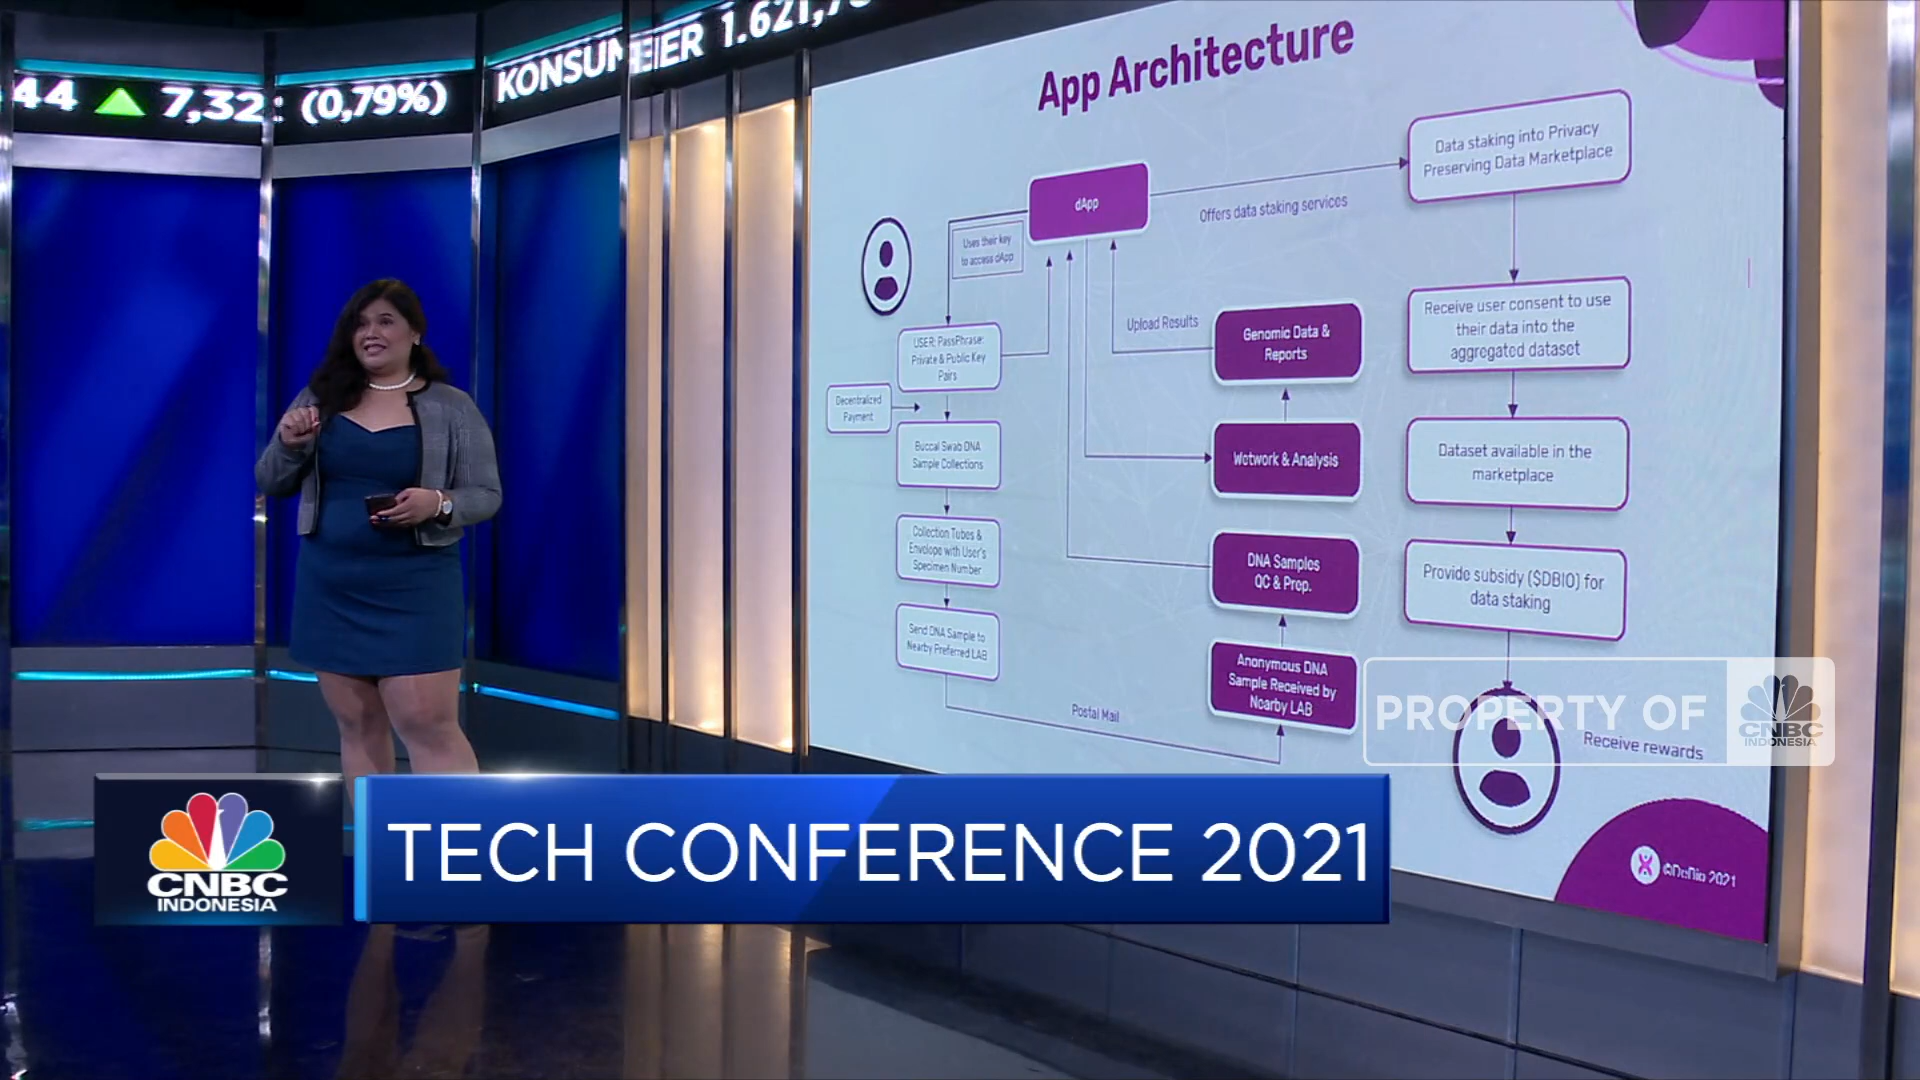 44 ▲ 7,32 (0,79%)
KONSUMEIER 1.621,7
App Architecture
dApp
Offers data staking services
Data staking into Privacy
Preserving Data Marketplace
Uses their key
to access dApp
USER: PassPhrase:
Private & Public Key
Pairs
Decentralized
Payment
Buccal Swab DNA
Sample Collections
Collection Tubes &
Envelope with User's
Specimen Number
Send DNA Sample to
Nearby Preferred LAB
Postal Mail
Upload Results
Genomic Data &
Reports
Wetwork & Analysis
DNA Samples
QC & Prep.
Anonymous DNA
Sample Received by
Nearby LAB
Receive user consent to use
their data into the
aggregated dataset
Dataset available in the
marketplace
Provide subsidy ($DBIO) for
data staking
Receive rewards
PROPERTY OF
CNBC
INDONESIA
©DeBio 2021
CNBC
INDONESIA
TECH CONFERENCE 2021